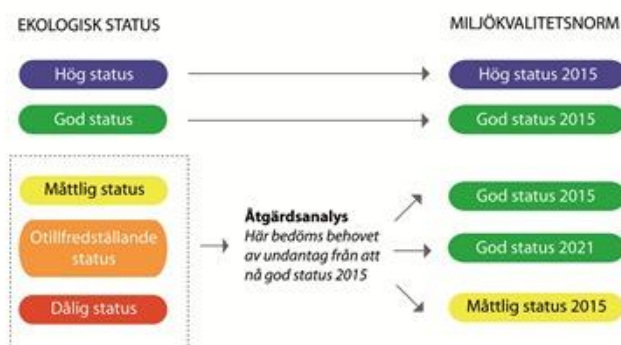 EKOLOGISK STATUS
MILJÖKVALITETSNORM
Hög status
Hög status 2015
God status
God status 2015
Måttlig status
Otillfredställande
status
Dålig status
Åtgärdsanalys
Här bedöms behovet
av undantag från att
nå god status 2015
God status 2015
God status 2021
Måttlig status 2015